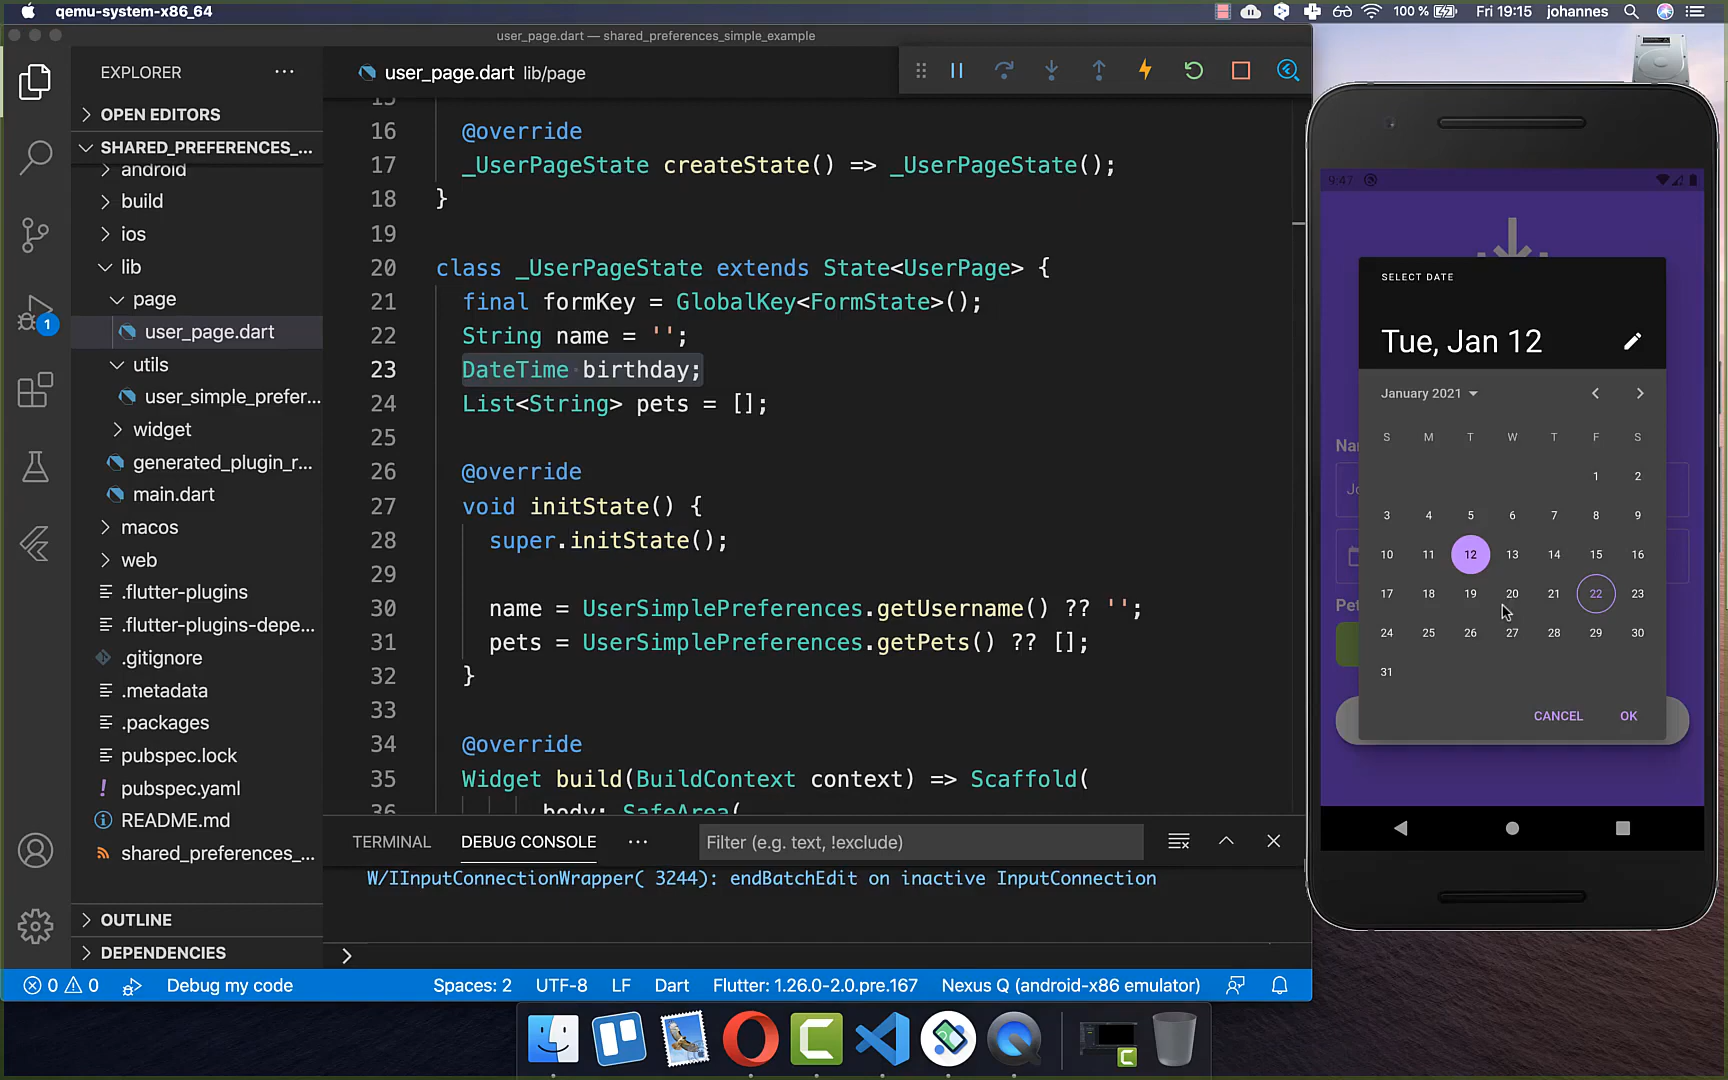 qemu-system-x86_64
100 %
Fri 19:15
johannes
user_page.dart — shared_preferences_simple_example
EXPLORER
OPEN EDITORS
SHARED_PREFERENCES_...
android
build
ios
lib
page
user_page.dart
utils
user_simple_prefer...
widget
generated_plugin_r...
main.dart
macos
web
.flutter-plugins
.flutter-plugins-depe...
.gitignore
.metadata
.packages
pubspec.lock
pubspec.yaml
README.md
shared_preferences_...
OUTLINE
DEPENDENCIES
1
user_page.dart lib/page
15
16 @override
17 _UserPageState createState() => _UserPageState();
18 }
19
20 class _UserPageState extends State<UserPage> {
21 final formKey = GlobalKey<FormState>();
22 String name = '';
23 DateTime birthday;
24 List<String> pets = [];
25
26 @override
27 void initState() {
28 super.initState();
29
30 name = UserSimplePreferences.getUsername() ?? '';
31 pets = UserSimplePreferences.getPets() ?? [];
32 }
33
34 @override
35 Widget build(BuildContext context) => Scaffold(
36 body: SafeArea(
TERMINAL
DEBUG CONSOLE
Filter (e.g. text, !exclude)
W/IInputConnectionWrapper( 3244): endBatchEdit on inactive InputConnection
0 0
Debug my code
Spaces: 2
UTF-8
LF
Dart
Flutter: 1.26.0-2.0.pre.167
Nexus Q (android-x86 emulator)
9:47
SELECT DATE
Tue, Jan 12
January 2021
S M T W T F S
1 2
3 4 5 6 7 8 9
10 11 12 13 14 15 16
17 18 19 20 21 22 23
24 25 26 27 28 29 30
31
CANCEL OK